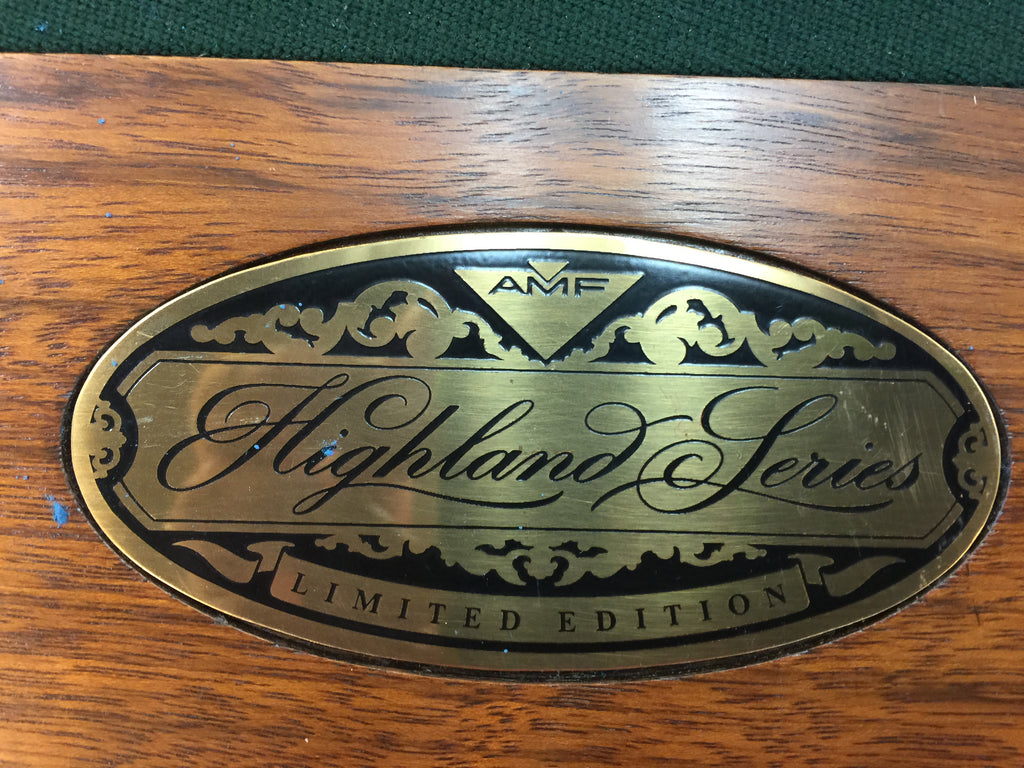 AMF
Highland Series
LIMITED EDITION